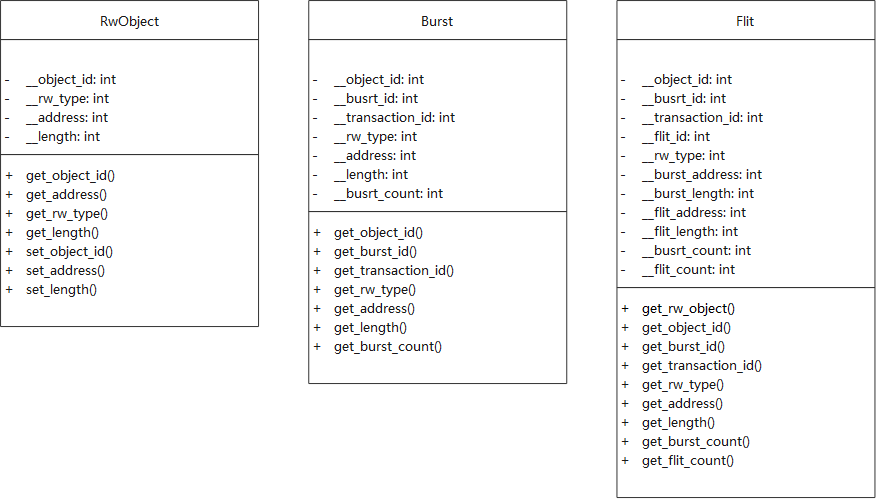 RwObject
- __object_id: int
- __rw_type: int
- __address: int
- __length: int
+ get_object_id()
+ get_address()
+ get_rw_type()
+ get_length()
+ set_object_id()
+ set_address()
+ set_length()
Burst
- __object_id: int
- __busrt_id: int
- __transaction_id: int
- __rw_type: int
- __address: int
- __length: int
- __busrt_count: int
+ get_object_id()
+ get_burst_id()
+ get_transaction_id()
+ get_rw_type()
+ get_address()
+ get_length()
+ get_burst_count()
Flit
- __object_id: int
- __busrt_id: int
- __transaction_id: int
- __flit_id: int
- __rw_type: int
- __burst_address: int
- __burst_length: int
- __flit_address: int
- __flit_length: int
- __busrt_count: int
- __flit_count: int
+ get_rw_object()
+ get_object_id()
+ get_burst_id()
+ get_transaction_id()
+ get_rw_type()
+ get_address()
+ get_length()
+ get_burst_count()
+ get_flit_count()